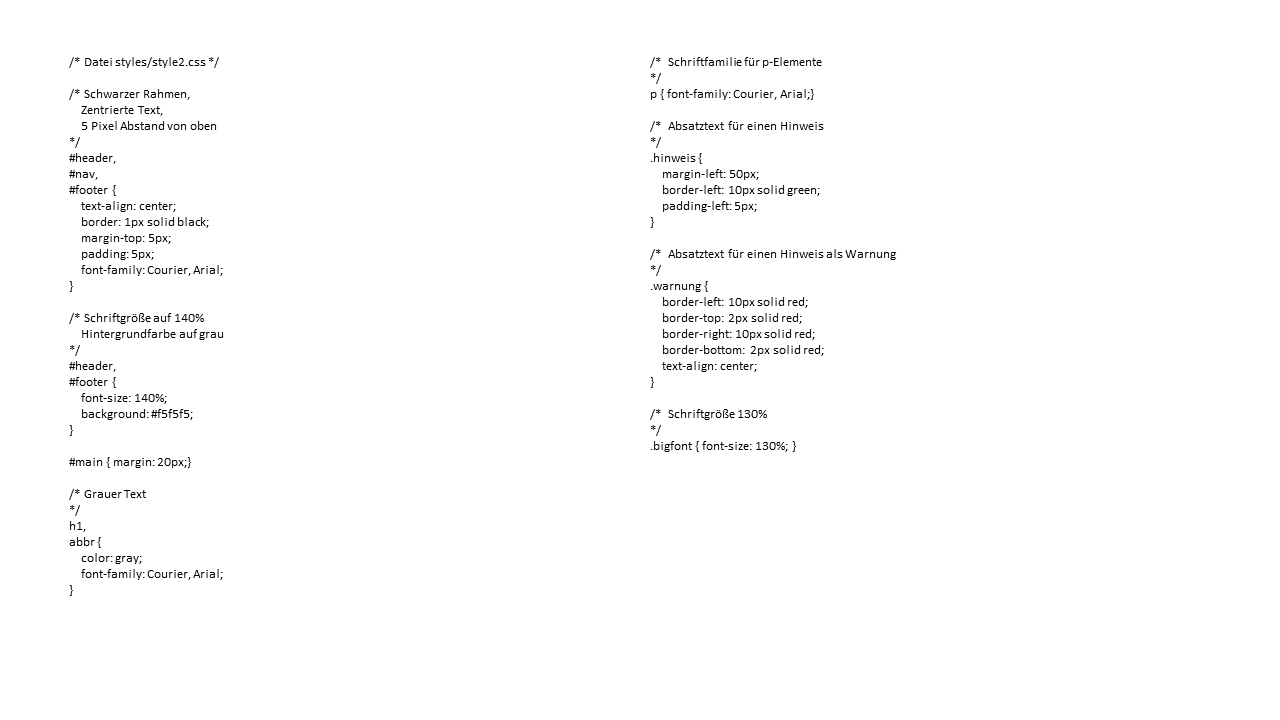 /* Datei styles/style2.css */
/* Schwarzer Rahmen,
Zentrierte Text,
5 Pixel Abstand von oben
*/
#header,
#nav,
#footer {
text-align: center;
border: 1px solid black;
margin-top: 5px;
padding: 5px;
font-family: Courier, Arial;
}
/* Schriftgröße auf 140%
Hintergrundfarbe auf grau
*/
#header,
#footer {
font-size: 140%;
background: #f5f5f5;
}
#main { margin: 20px;}
/* Grauer Text
*/
h1,
abbr {
color: gray;
font-family: Courier, Arial;
}
/* Schriftfamilie für p-Elemente
*/
p { font-family: Courier, Arial;}
/* Absatztext für einen Hinweis
*/
.hinweis {
margin-left: 50px;
border-left: 10px solid green;
padding-left: 5px;
}
/* Absatztext für einen Hinweis als Warnung
*/
.warnung {
border-left: 10px solid red;
border-top: 2px solid red;
border-right: 10px solid red;
border-bottom: 2px solid red;
text-align: center;
}
/* Schriftgröße 130%
*/
.bigfont { font-size: 130%; }